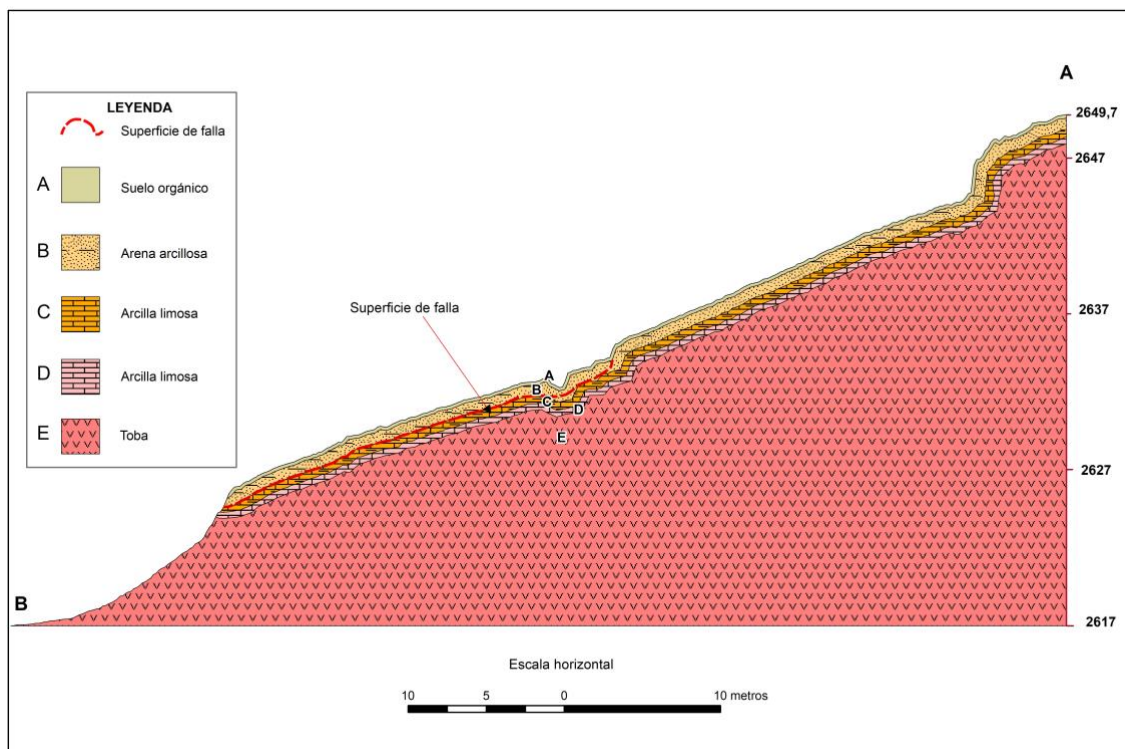 A
2649,7
2647
2637
2627
2617
LEYENDA
Superficie de falla
A Suelo orgánico
B Arena arcillosa
C Arcilla limosa
D Arcilla limosa
E Toba
Superficie de falla
A
B
C
D
E
B
Escala horizontal
10 5 0 10 metros